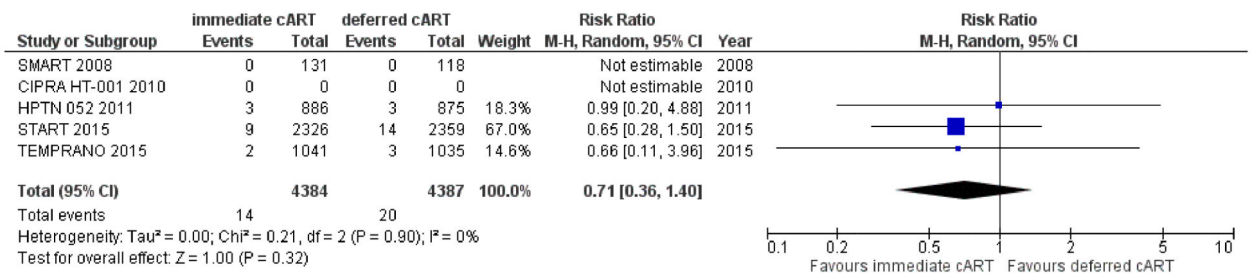 immediate cART deferred cART Risk Ratio Risk Ratio
Study or Subgroup Events Total Events Total Weight M-H, Random, 95% CI Year M-H, Random, 95% CI
SMART 2008 0 131 0 118 Not estimable 2008
CIPRA HT-001 2010 0 0 0 0 Not estimable 2010
HPTN 052 2011 3 886 3 875 18.3% 0.99 [0.20, 4.88] 2011
START 2015 9 2326 14 2359 67.0% 0.65 [0.28, 1.50] 2015
TEMPRANO 2015 2 1041 3 1035 14.6% 0.66 [0.11, 3.96] 2015
Total (95% CI) 4384 4387 100.0% 0.71 [0.36, 1.40]
Total events 14 20
Heterogeneity: Tau² = 0.00; Chi² = 0.21, df = 2 (P = 0.90); I² = 0%
Test for overall effect: Z = 1.00 (P = 0.32)
0.1 0.2 0.5 1 2 5 10
Favours immediate cART Favours deferred cART